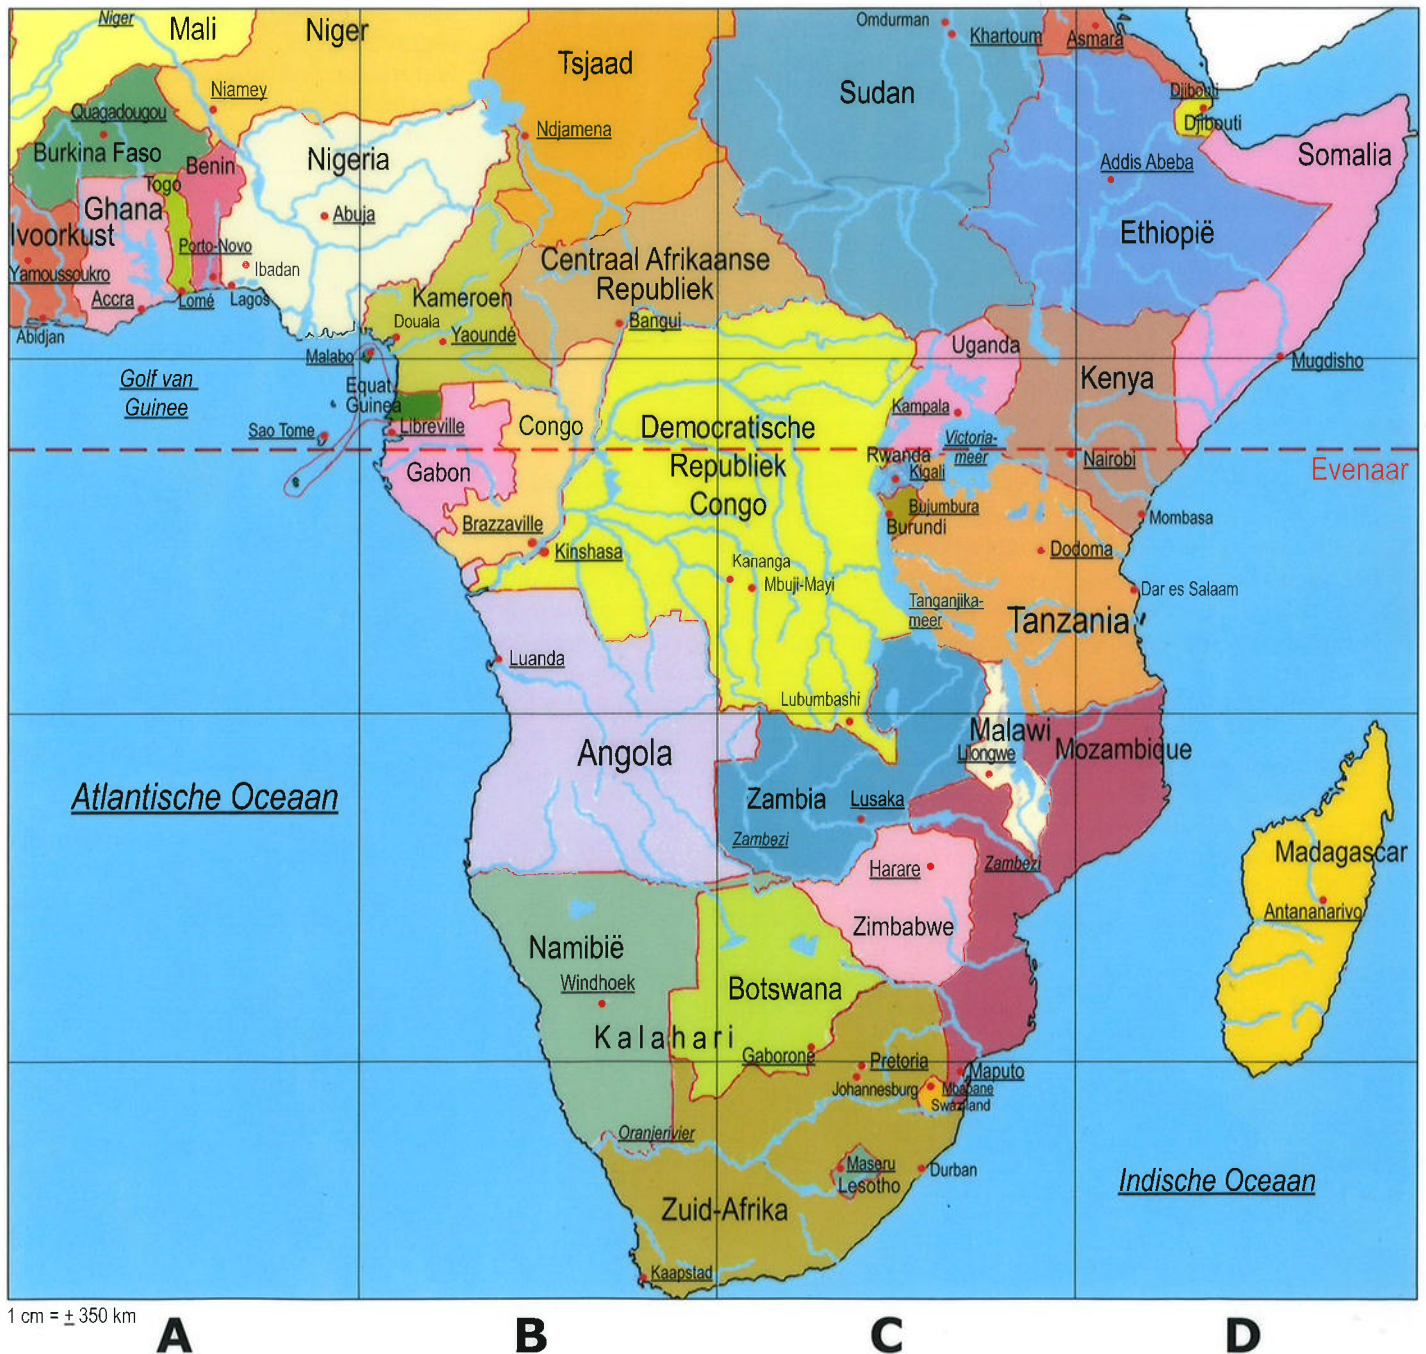 Niger
Mali
Niger
Tsjaad
Omdurman
Khartoum
Asmara
Sudan
Niamey
Quagadougou
Ndjamena
Djibouti
Djibouti
Burkina Faso
Benin
Nigeria
Addis Abeba
Somalia
Togo
Ghana
Abuja
Ivoorkust
Ethiopië
Porto-Novo
Yamoussoukro
Ibadan
Centraal Afrikaanse
Republiek
Accra
Lomé
Lagos
Kameroen
Abidjan
Douala
Yaoundé
Bangui
Malabo
Uganda
Mugdisho
Golf van
Guinee
Equat.
Guinea
Kenya
Kampala
Sao Tome
Libreville
Congo
Democratische
Republiek
Congo
Victoria-
meer
Rwanda
Kigali
Nairobi
Evenaar
Gabon
Bujumbura
Burundi
Mombasa
Brazzaville
Kinshasa
Dodoma
Kananga
Mbuji-Mayi
Dar es Salaam
Tanganjika-
meer
Tanzania
Luanda
Lubumbashi
Malawi
Lilongwe
Mozambique
Angola
Atlantische Oceaan
Zambia
Lusaka
Zambezi
Zambezi
Harare
Madagascar
Antananarivo
Zimbabwe
Namibië
Windhoek
Botswana
Kalahari
Gaborone
Pretoria
Johannesburg
Maputo
Mbabane
Swaziland
Oranjerivier
Maseru
Lesotho
Durban
Indische Oceaan
Zuid-Afrika
Kaapstad
1 cm = ± 350 km
A B C D